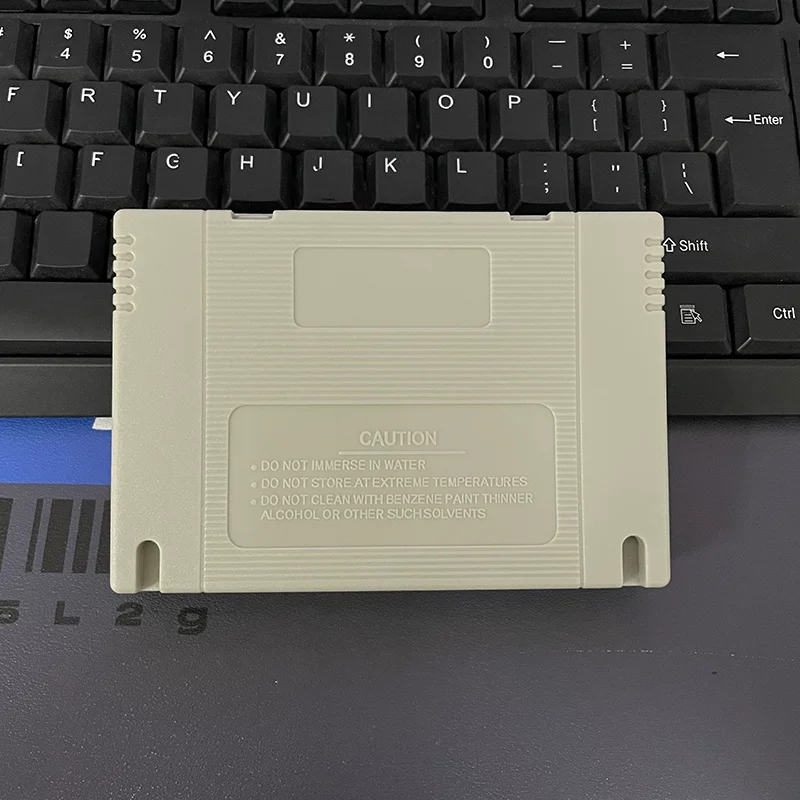 $ % ^ & * ( ) — +
4 5 6 7 8 9 0 - =
F R T Y U I O P { }
[ ] Enter
[ F G H J K L : " ¦
; ' \
Shift
Ctrl
CAUTION
• DO NOT IMMERSE IN WATER
• DO NOT STORE AT EXTREME TEMPERATURES
• DO NOT CLEAN WITH BENZENE PAINT THINNER
ALCOHOL OR OTHER SUCH SOLVENTS
5L2g